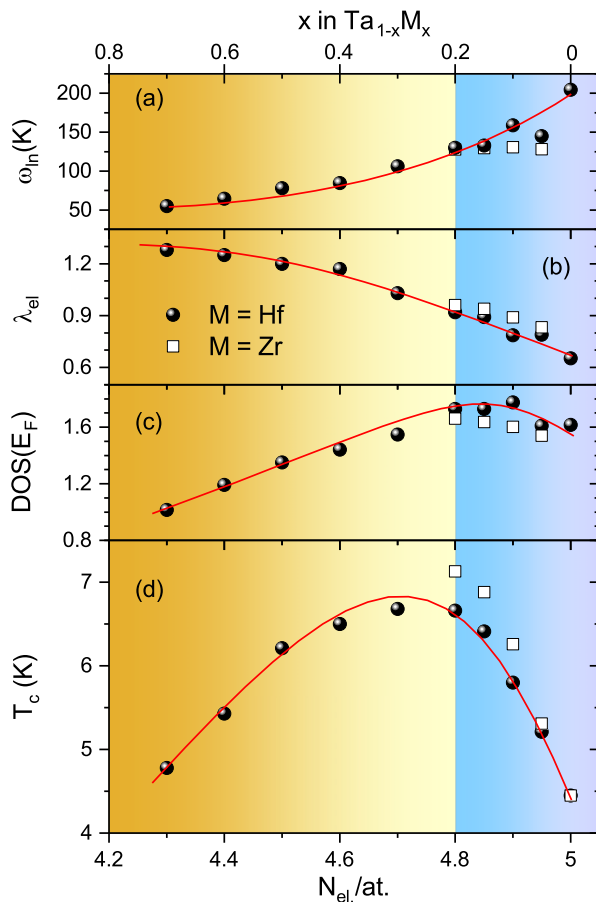 x in Ta1-xMx
0.8 0.6 0.4 0.2 0
(a)
200
150
100
50
ωln(K)
(b)
1.2
0.9
0.6
λel
M = Hf
M = Zr
(c)
1.6
1.2
0.8
DOS(EF)
(d)
7
6
5
4
Tc (K)
4.2 4.4 4.6 4.8 5
Nel./at.